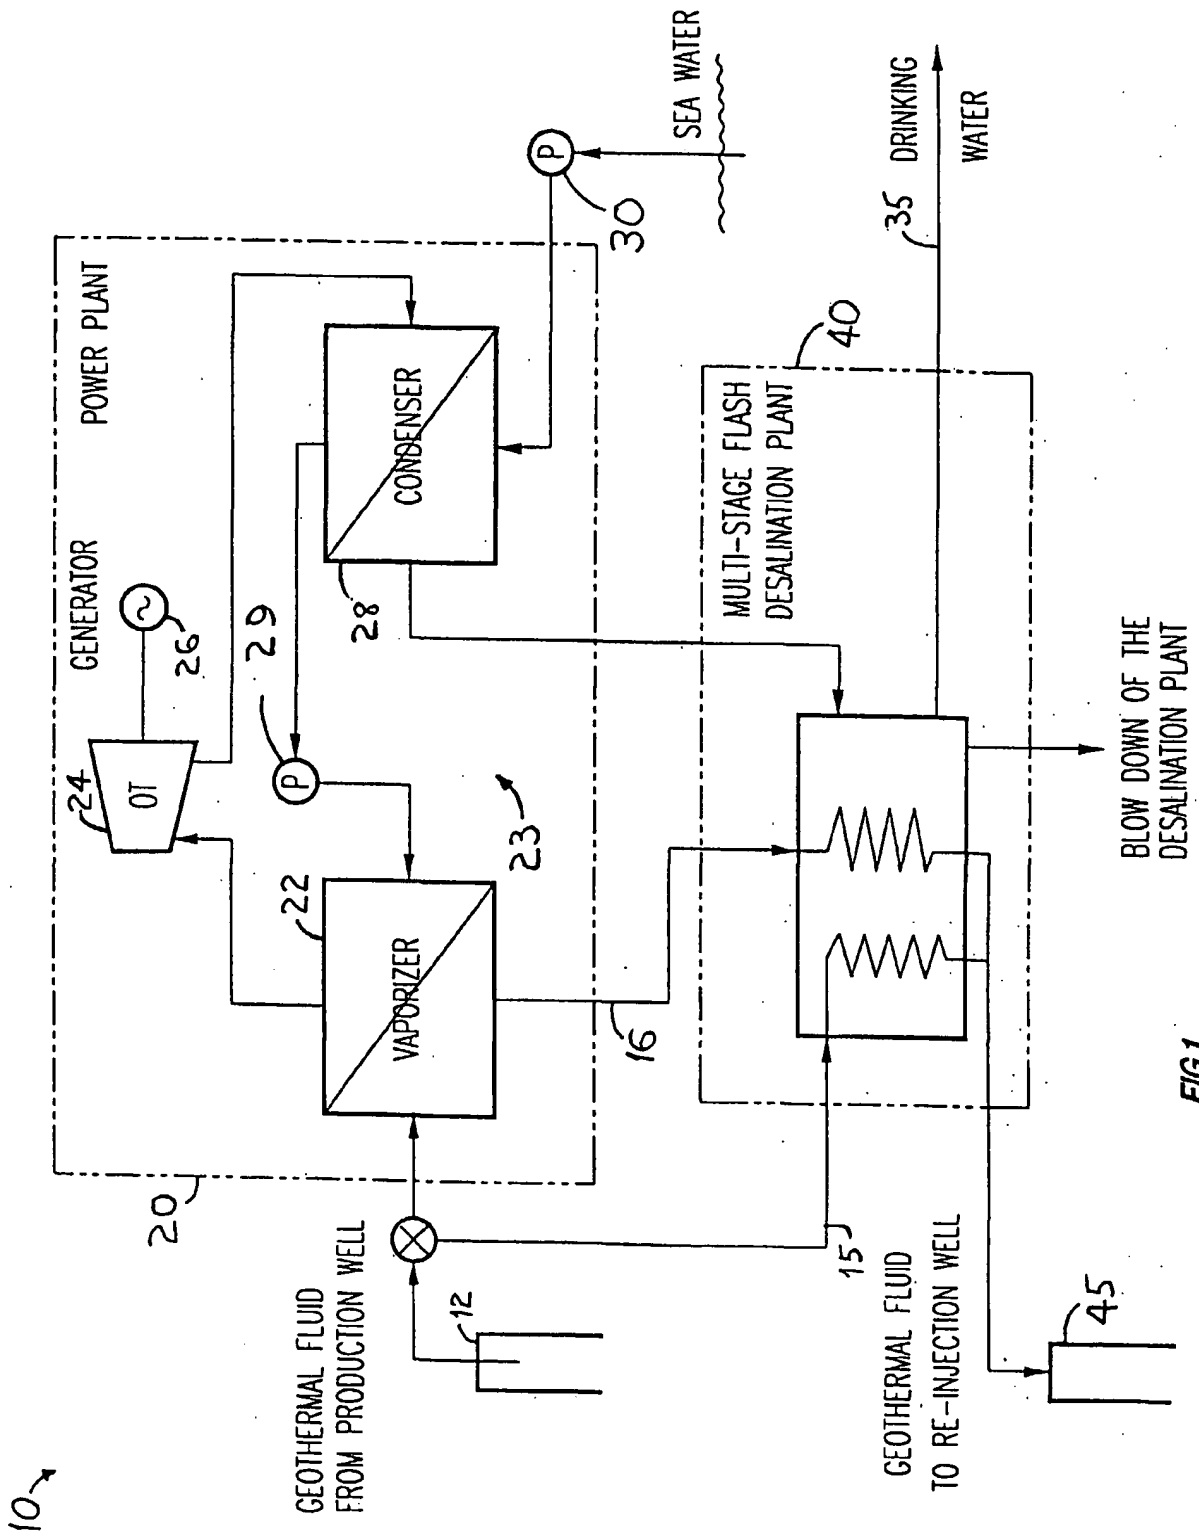 10
GEOTHERMAL FLUID
FROM PRODUCTION WELL
12
20
POWER PLANT
GENERATOR
26
24
OT
29
P
22
VAPORIZER
23
28
CONDENSER
P
30
SEA WATER
16
15
MULTI-STAGE FLASH
DESALINATION PLANT
40
35
DRINKING
WATER
GEOTHERMAL FLUID
TO RE-INJECTION WELL
45
BLOW DOWN OF THE
DESALINATION PLANT
FIG.1